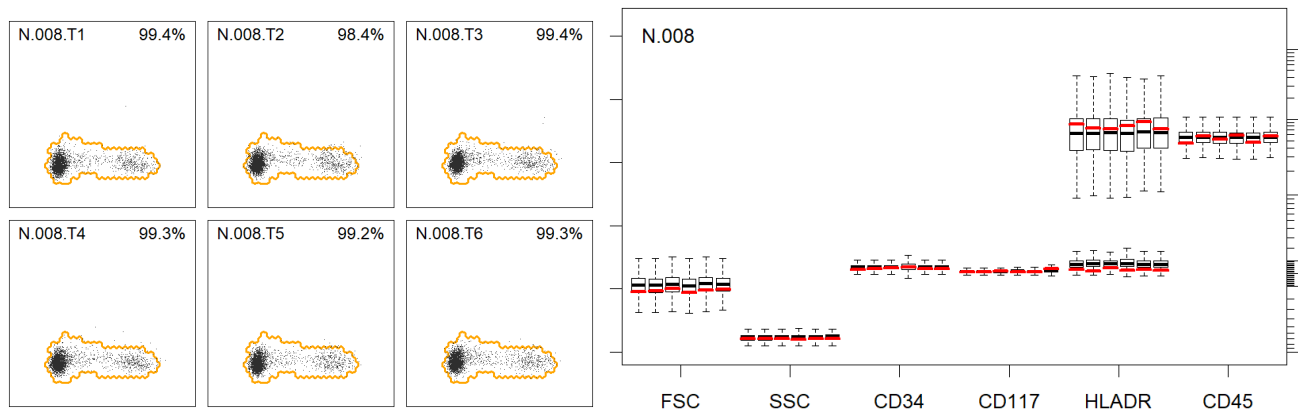 N.008.T1 99.4%
N.008.T2 98.4%
N.008.T3 99.4%
N.008
N.008.T4 99.3%
N.008.T5 99.2%
N.008.T6 99.3%
FSC SSC CD34 CD117 HLADR CD45